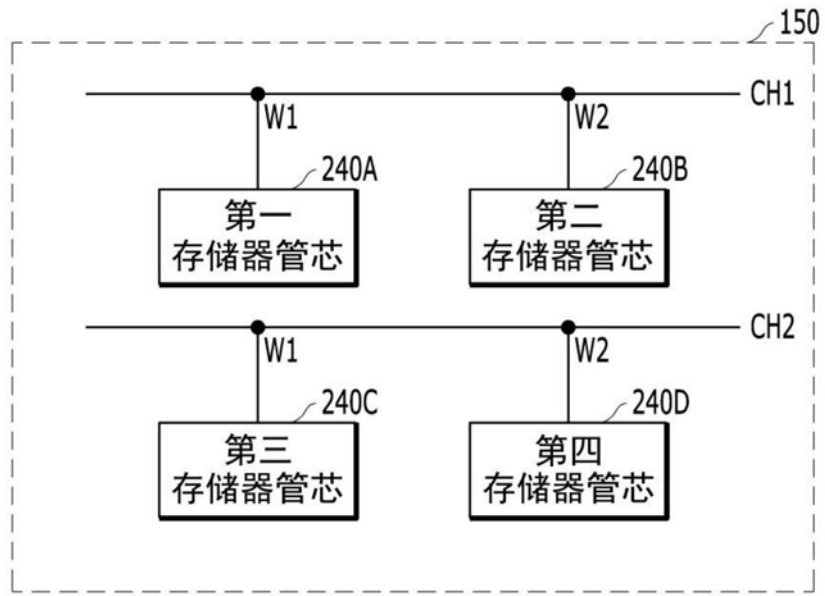 150
CH1
W1
W2
240A
240B
第一
存储器管芯
第二
存储器管芯
CH2
W1
W2
240C
240D
第三
存储器管芯
第四
存储器管芯